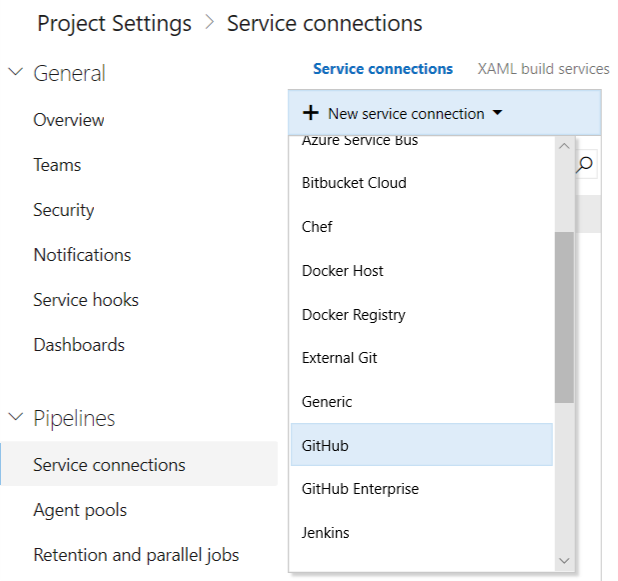 Project Settings > Service connections
General
Overview
Teams
Security
Notifications
Service hooks
Dashboards
Pipelines
Service connections
Agent pools
Retention and parallel jobs
Service connections XAML build services
+ New service connection
Azure Service Bus
Bitbucket Cloud
Chef
Docker Host
Docker Registry
External Git
Generic
GitHub
GitHub Enterprise
Jenkins